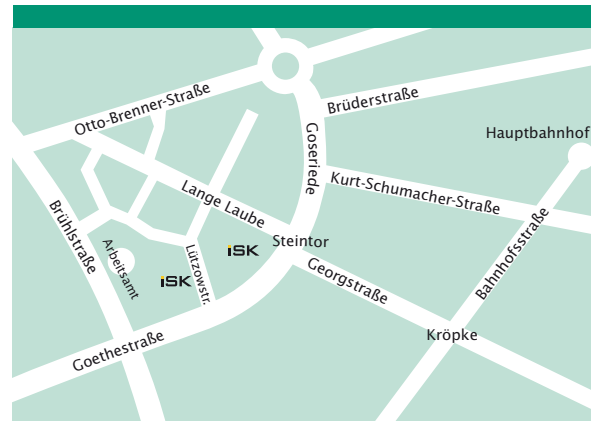 Otto-Brenner-Straße
Brüderstraße
Hauptbahnhof
Goseriede
Kurt-Schumacher-Straße
Lange Laube
Brühlstraße
Steintor
iSK
Arbeitsamt
Lützowstr.
iSK
Georgstraße
Bahnhofsstraße
Kröpke
Goethestraße